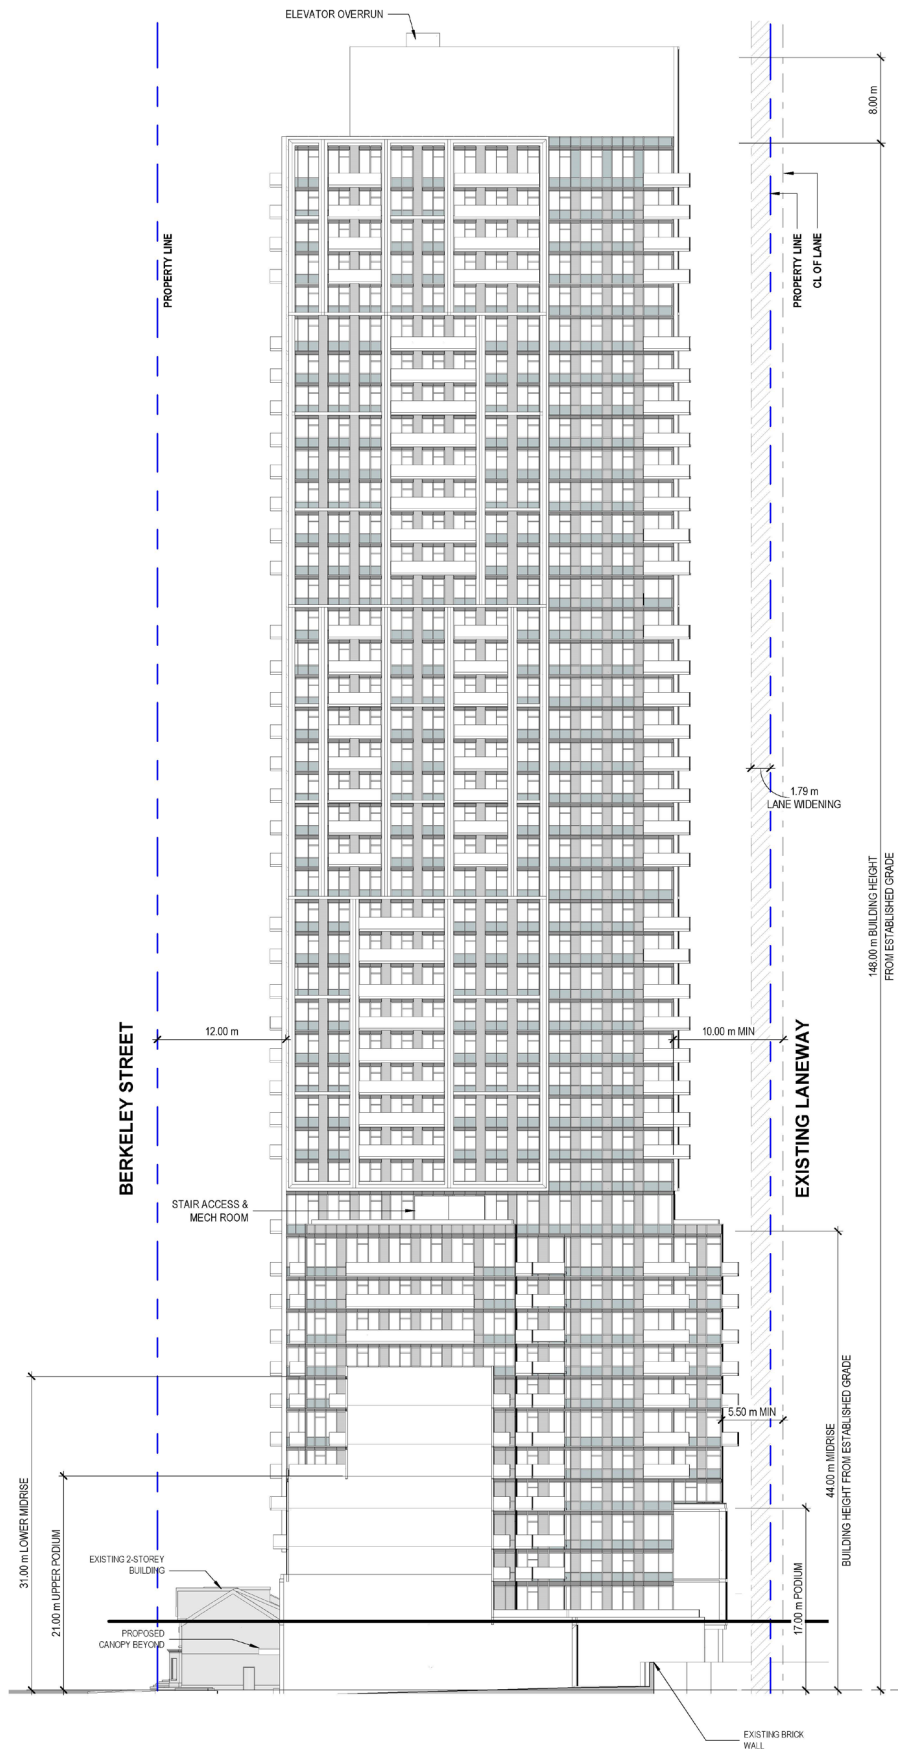 ELEVATOR OVERRUN
8.00 m
PROPERTY LINE
PROPERTY LINE
CL OF LANE
1.79 m
LANE WIDENING
148.00 m BUILDING HEIGHT
FROM ESTABLISHED GRADE
BERKELEY STREET
12.00 m
10.00 m MIN
EXISTING LANEWAY
STAIR ACCESS &
MECH ROOM
5.50 m MIN
44.00 m MIDRISE
BUILDING HEIGHT FROM ESTABLISHED GRADE
31.00 m LOWER MIDRISE
21.00 m UPPER PODIUM
EXISTING 2-STOREY
BUILDING
PROPOSED
CANOPY BEYOND
17.00 m PODIUM
EXISTING BRICK
WALL